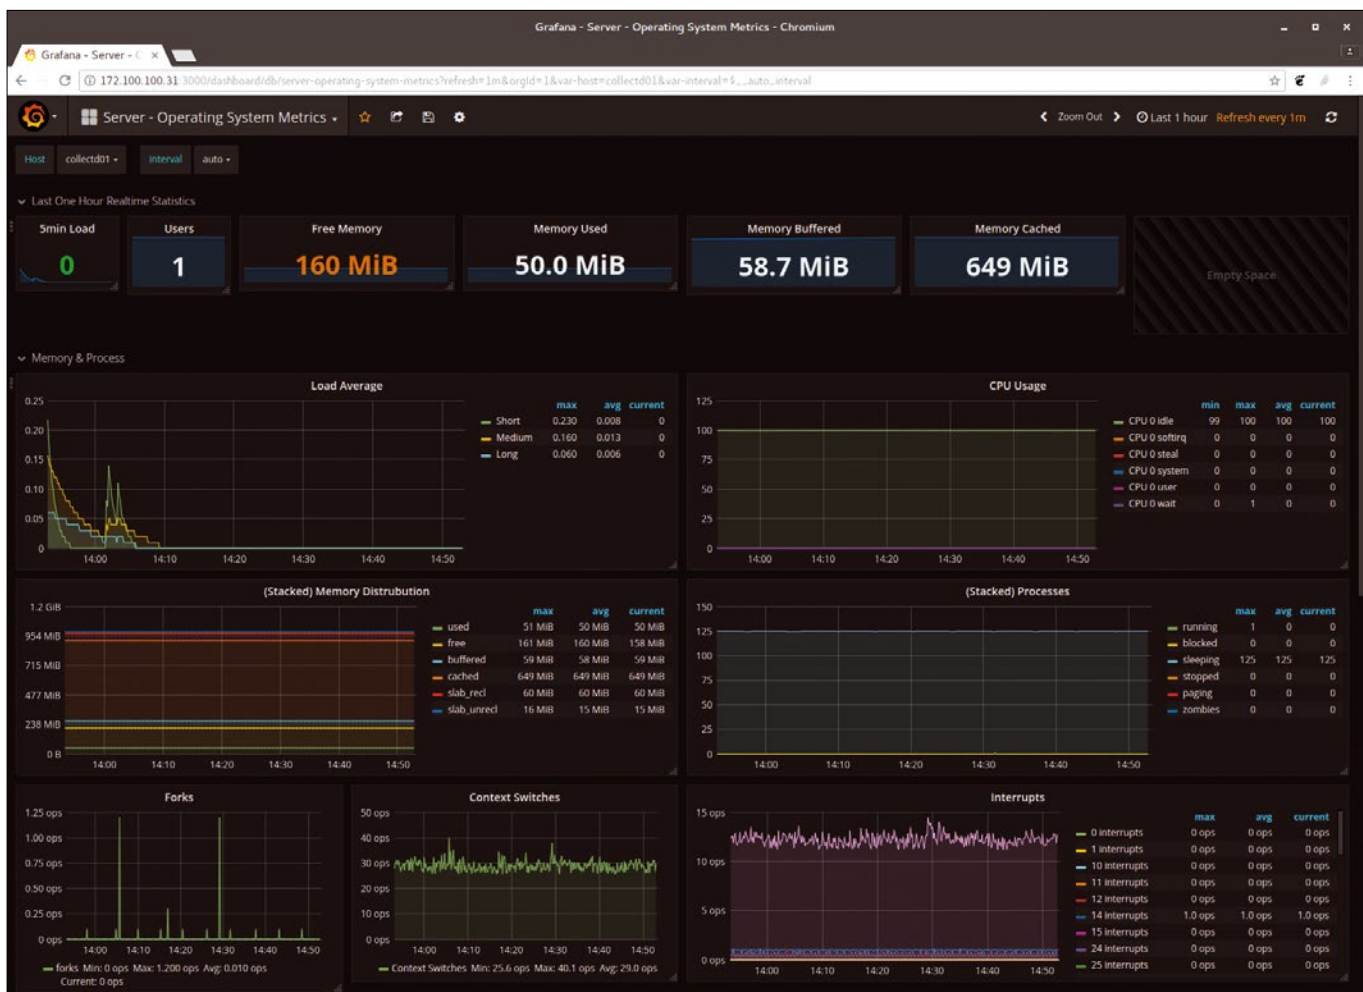 Grafana - Server - Operating System Metrics - Chromium
Grafana - Server - O
172.100.100.31:3000/dashboard/db/server-operating-system-metrics?refresh=1m&orgId=1&var-host=collectd01&var-interval=$__auto_interval
Server - Operating System Metrics
Zoom Out Last 1 hour Refresh every 1m
Host collectd01 Interval auto
Last One Hour Realtime Statistics
5min Load Users Free Memory Memory Used Memory Buffered Memory Cached
0 1 160 MiB 50.0 MiB 58.7 MiB 649 MiB
Empty Space
Memory & Process
Load Average
max avg current
Short 0.230 0.008 0
Medium 0.160 0.013 0
Long 0.060 0.006 0
0.25
0.20
0.15
0.10
0.05
0
14:00 14:10 14:20 14:30 14:40 14:50
CPU Usage
min max avg current
CPU 0 idle 99 100 100 100
CPU 0 softirq 0 0 0 0
CPU 0 steal 0 0 0 0
CPU 0 system 0 0 0 0
CPU 0 user 0 0 0 0
CPU 0 wait 0 1 0 0
125
100
75
50
25
0
14:00 14:10 14:20 14:30 14:40 14:50
(Stacked) Memory Distrubution
max avg current
used 51 MiB 50 MiB 50 MiB
free 161 MiB 160 MiB 158 MiB
buffered 59 MiB 58 MiB 59 MiB
cached 649 MiB 649 MiB 649 MiB
slab_recl 60 MiB 60 MiB 60 MiB
slab_unrecl 16 MiB 15 MiB 15 MiB
1.2 GiB
954 MiB
715 MiB
477 MiB
238 MiB
0 B
14:00 14:10 14:20 14:30 14:40 14:50
(Stacked) Processes
max avg current
running 1 0 0
blocked 0 0 0
sleeping 125 125 125
stopped 0 0 0
paging 0 0 0
zombies 0 0 0
150
125
100
75
50
25
0
14:00 14:10 14:20 14:30 14:40 14:50
Forks
1.25 ops
1.00 ops
0.75 ops
0.50 ops
0.25 ops
0 ops
14:00 14:10 14:20 14:30 14:40 14:50
forks Min: 0 ops Max: 1.200 ops Avg: 0.010 ops
Current: 0 ops
Context Switches
50 ops
40 ops
30 ops
20 ops
10 ops
0 ops
14:00 14:10 14:20 14:30 14:40 14:50
Context Switches Min: 25.6 ops Max: 40.1 ops Avg: 29.0 ops
Interrupts
max avg current
0 interrupts 0 ops 0 ops 0 ops
1 interrupts 0 ops 0 ops 0 ops
10 interrupts 0 ops 0 ops 0 ops
11 interrupts 0 ops 0 ops 0 ops
12 interrupts 0 ops 0 ops 0 ops
14 interrupts 1.0 ops 1.0 ops 1.0 ops
15 interrupts 0 ops 0 ops 0 ops
24 interrupts 0 ops 0 ops 0 ops
25 interrupts 0 ops 0 ops 0 ops
15 ops
10 ops
5 ops
0 ops
14:00 14:10 14:20 14:30 14:40 14:50